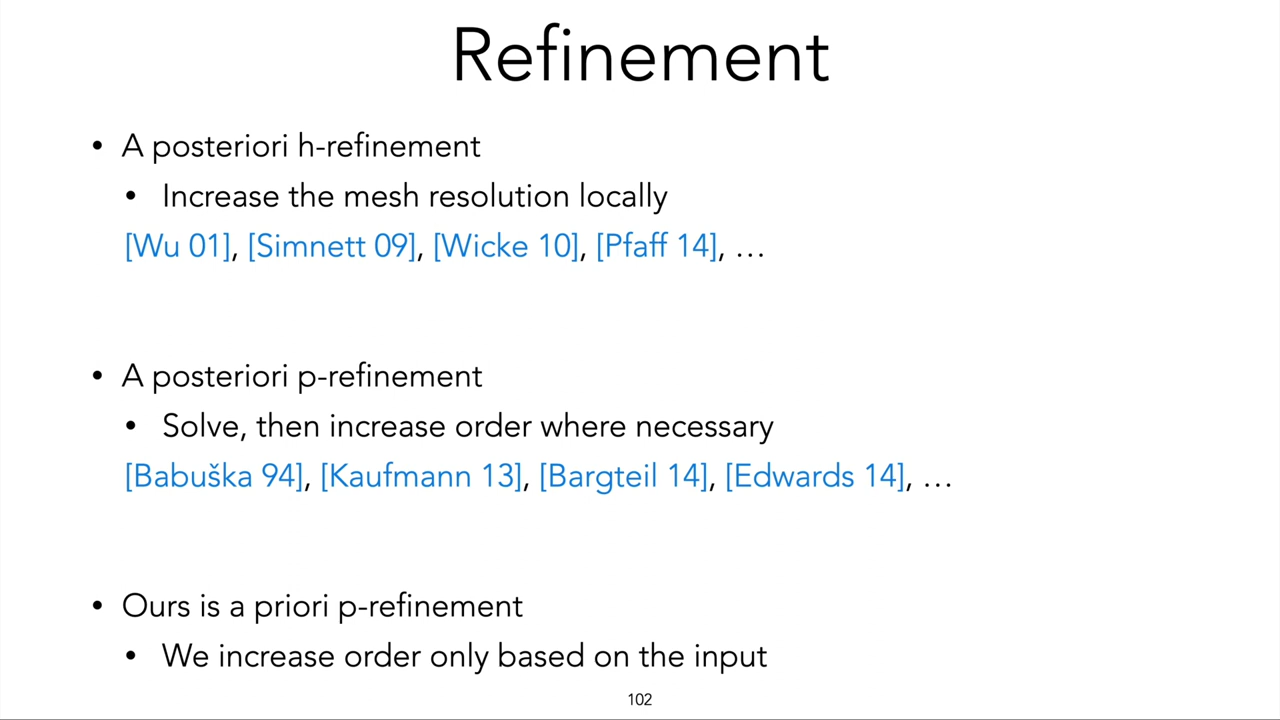 Refinement
• A posteriori h-refinement
• Increase the mesh resolution locally
[Wu 01], [Simnett 09], [Wicke 10], [Pfaff 14], …
• A posteriori p-refinement
• Solve, then increase order where necessary
[Babuška 94], [Kaufmann 13], [Bargteil 14], [Edwards 14], …
• Ours is a priori p-refinement
• We increase order only based on the input
102